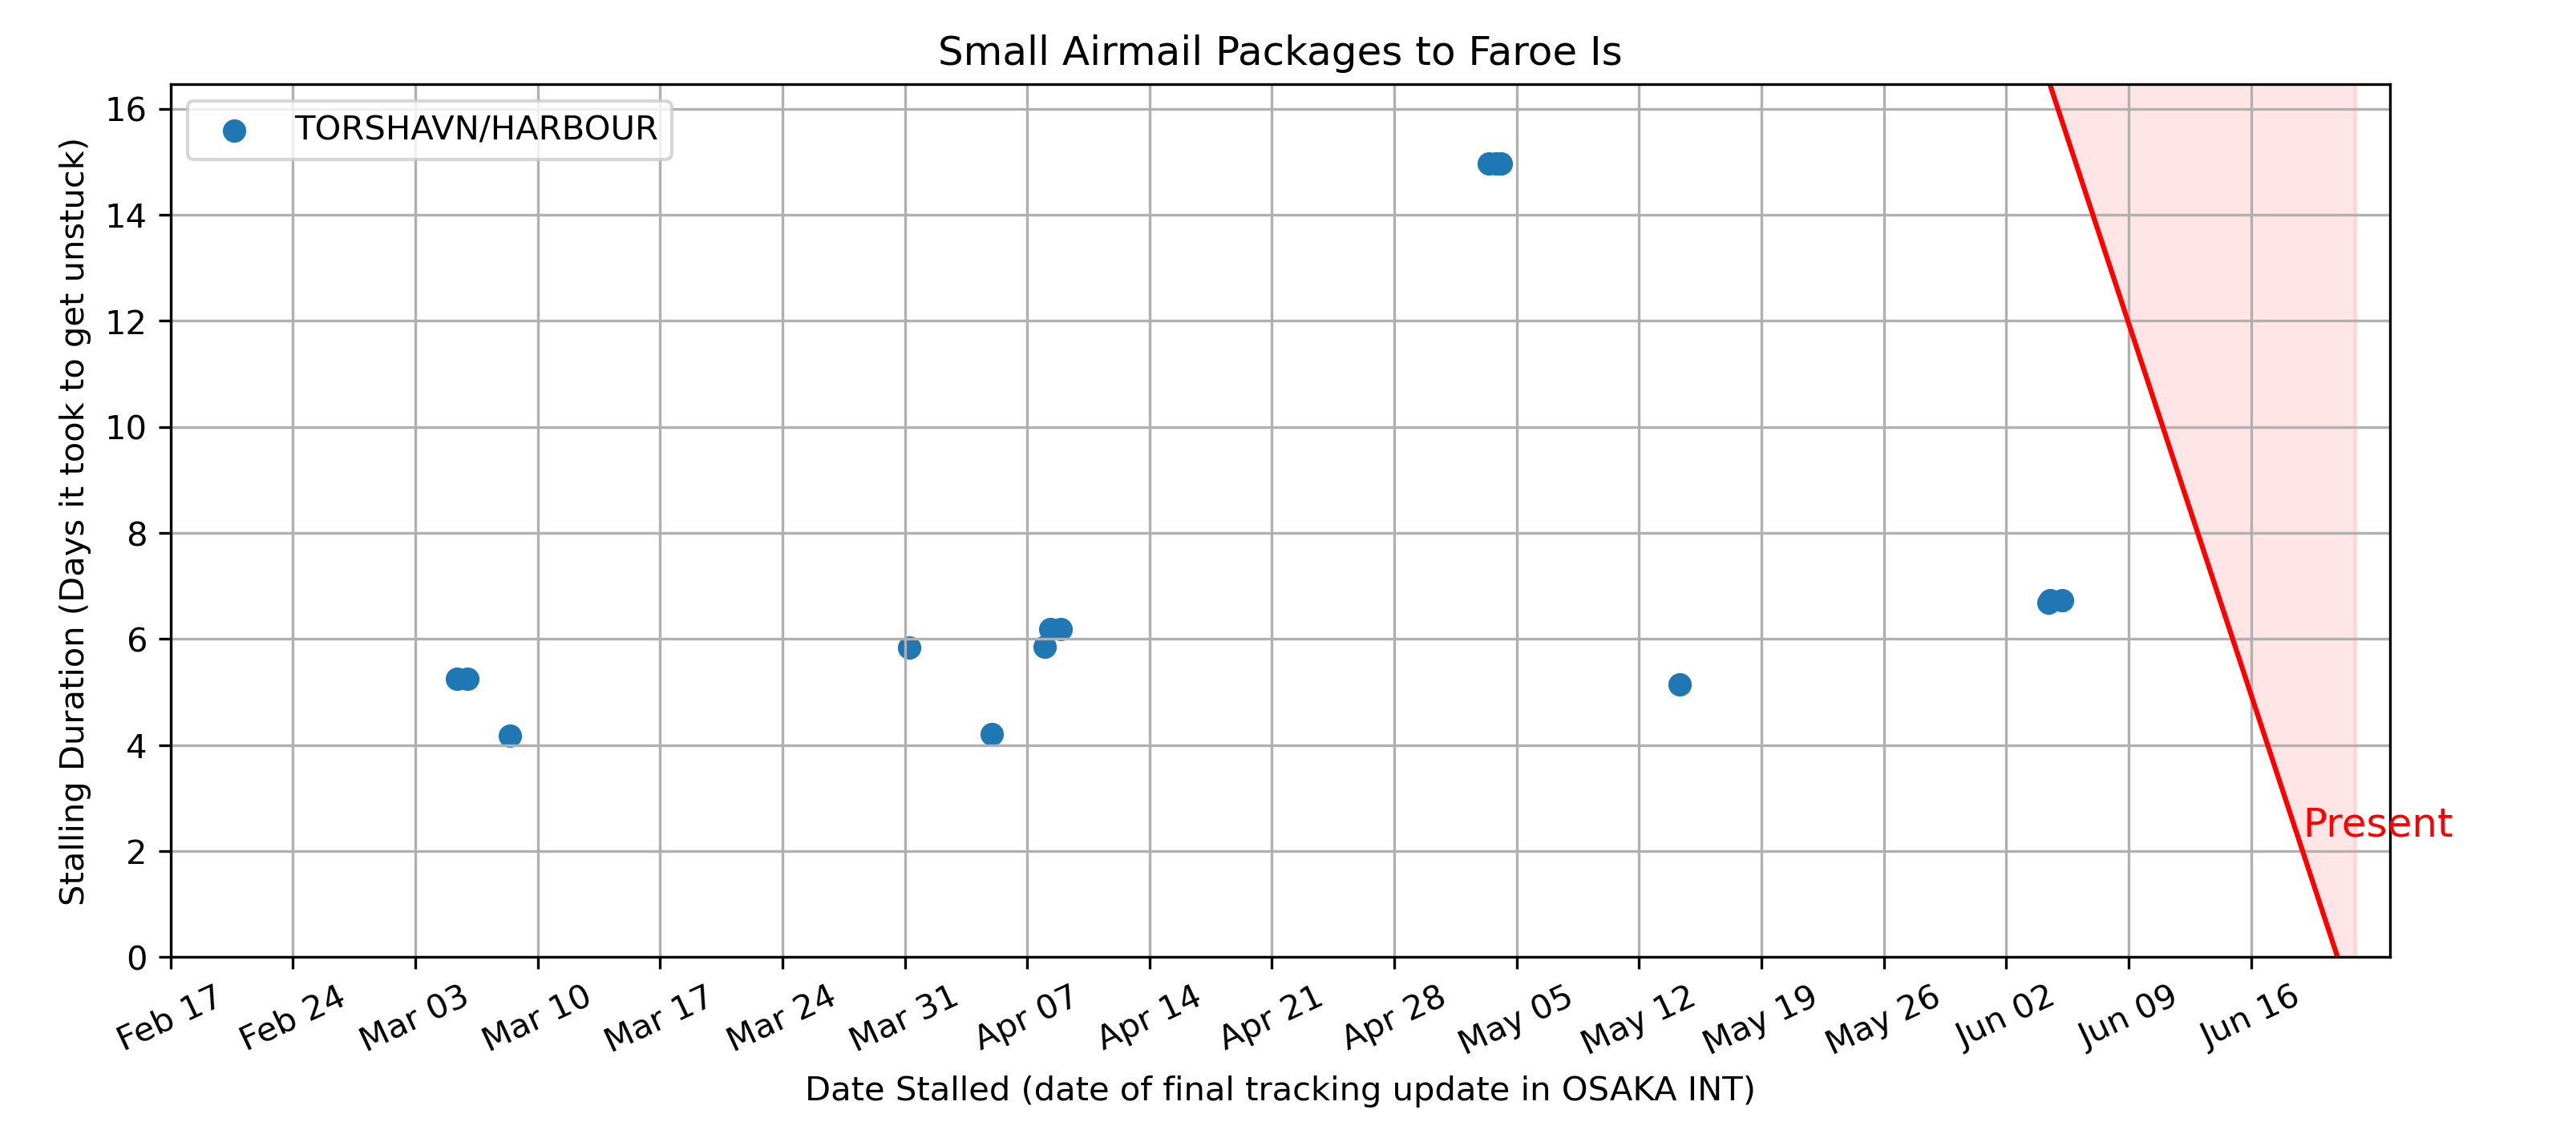 Small Airmail Packages to Faroe Is
TORSHAVN/HARBOUR
Stalling Duration (Days it took to get unstuck)
16
14
12
10
8
6
4
2
0
Present
Feb 17
Feb 24
Mar 03
Mar 10
Mar 17
Mar 24
Mar 31
Apr 07
Apr 14
Apr 21
Apr 28
May 05
May 12
May 19
May 26
Jun 02
Jun 09
Jun 16
Date Stalled (date of final tracking update in OSAKA INT)